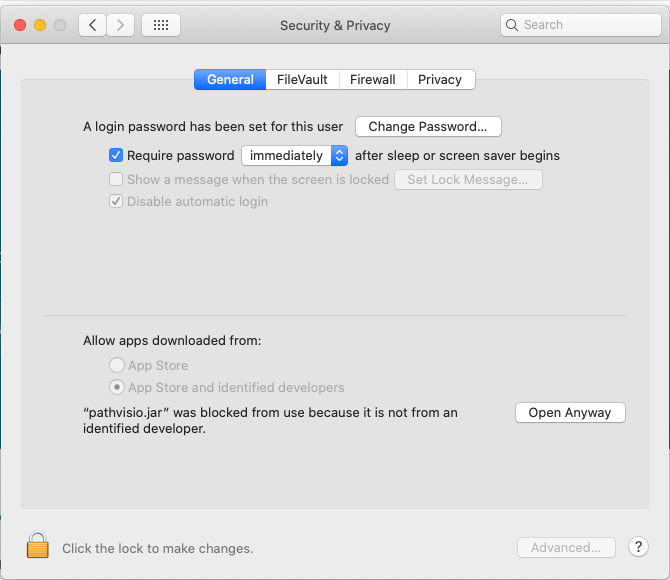 Security & Privacy
Search
General
FileVault
Firewall
Privacy
A login password has been set for this user
Change Password...
Require password immediately after sleep or screen saver begins
Show a message when the screen is locked
Set Lock Message...
Disable automatic login
Allow apps downloaded from:
App Store
App Store and identified developers
“pathvisio.jar” was blocked from use because it is not from an
identified developer.
Open Anyway
Click the lock to make changes.
Advanced...
?